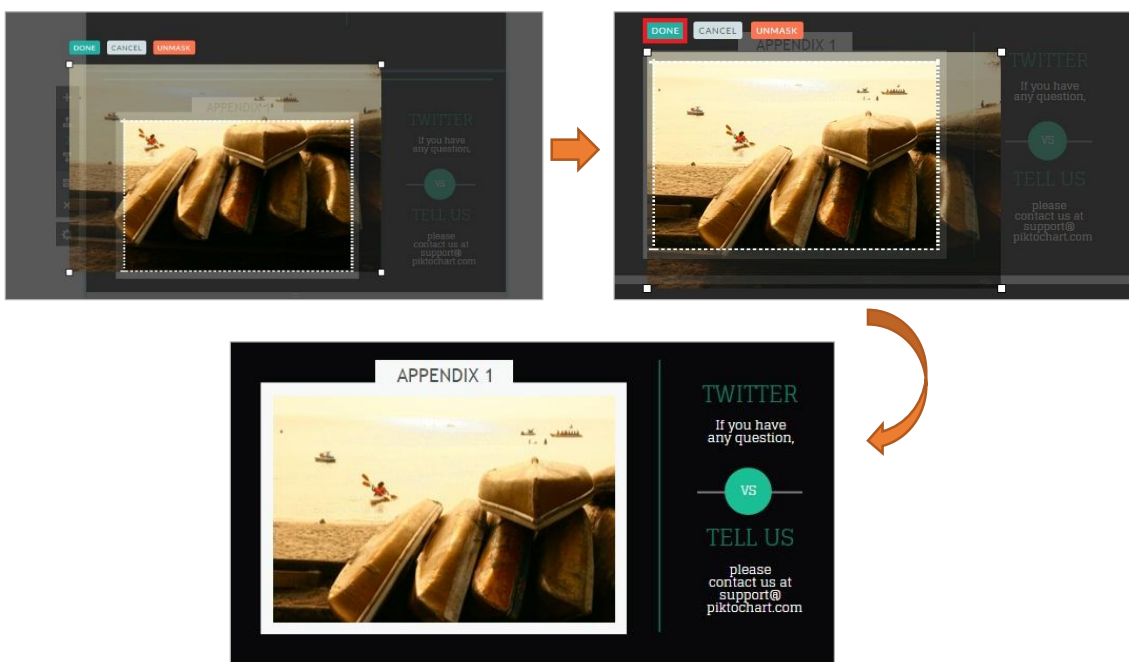 DONE CANCEL UNMASK
APPENDIX 1
TWITTER
If you have
any question,
VS
TELL US
please
contact us at
support@
piktochart.com
DONE CANCEL UNMASK
APPENDIX 1
TWITTER
If you have
any question,
VS
TELL US
please
contact us at
support@
piktochart.com
APPENDIX 1
TWITTER
If you have
any question,
VS
TELL US
please
contact us at
support@
piktochart.com